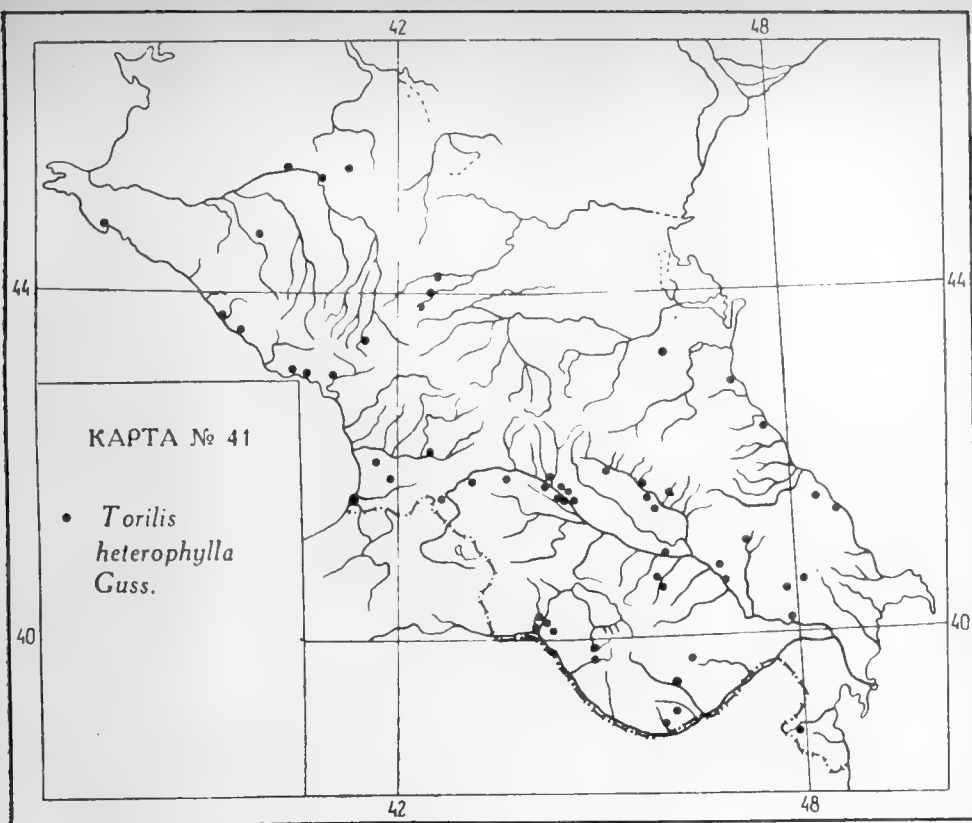 42 48
44 44
КАРТА № 41
• Torilis
heterophylla
Guss.
40 40
42 48